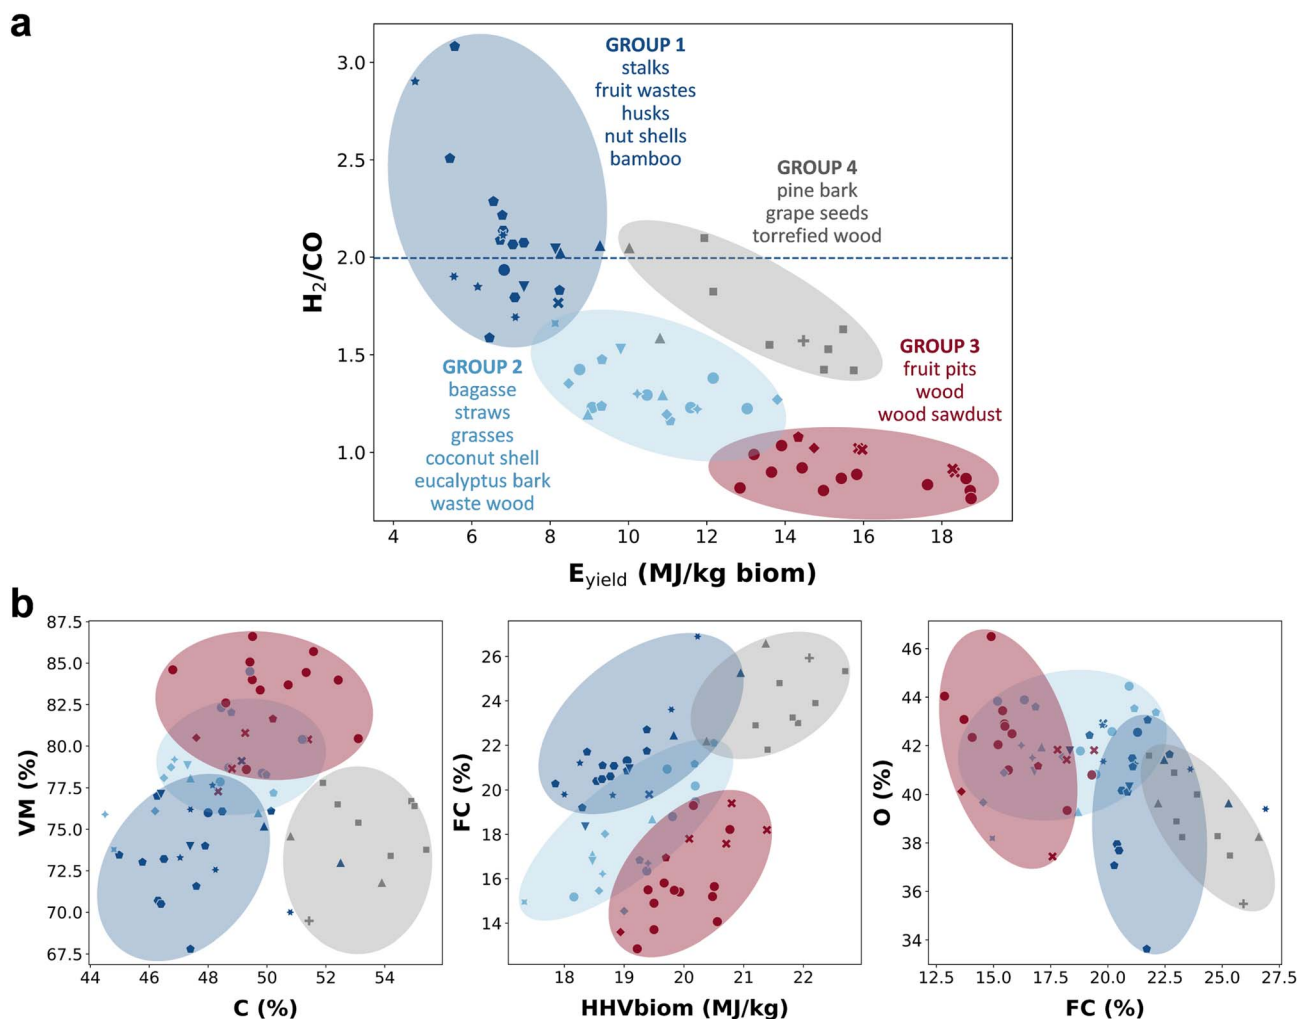 a
GROUP 1
stalks
fruit wastes
husks
nut shells
bamboo
GROUP 4
pine bark
grape seeds
torrefied wood
GROUP 2
bagasse
straws
grasses
coconut shell
eucalyptus bark
waste wood
GROUP 3
fruit pits
wood
wood sawdust
3.0
2.5
2.0
1.5
1.0
H2/CO
4 6 8 10 12 14 16 18
Eyield (MJ/kg biom)
b
87.5
85.0
82.5
80.0
77.5
75.0
72.5
70.0
67.5
VM (%)
44 46 48 50 52 54
C (%)
26
24
22
20
18
16
14
FC (%)
18 19 20 21 22
HHVbiom (MJ/kg)
46
44
42
40
38
36
34
O (%)
12.5 15.0 17.5 20.0 22.5 25.0 27.5
FC (%)